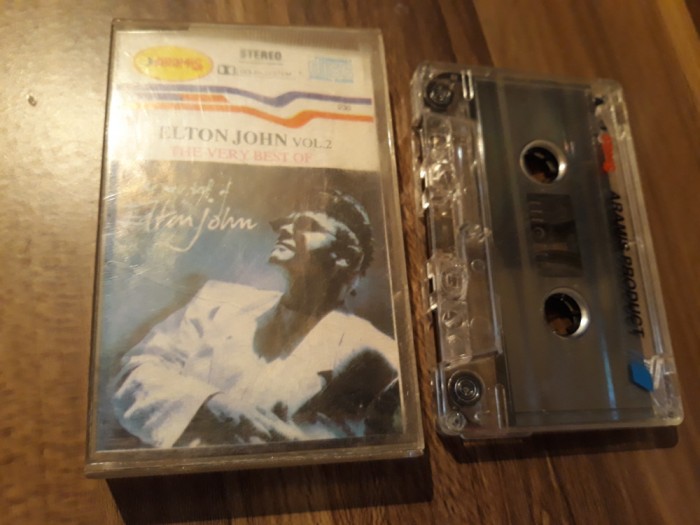 STEREO
ELTON JOHN VOL.2
THE VERY BEST OF
the very best of
Elton John
ARAMIS PRODUCT